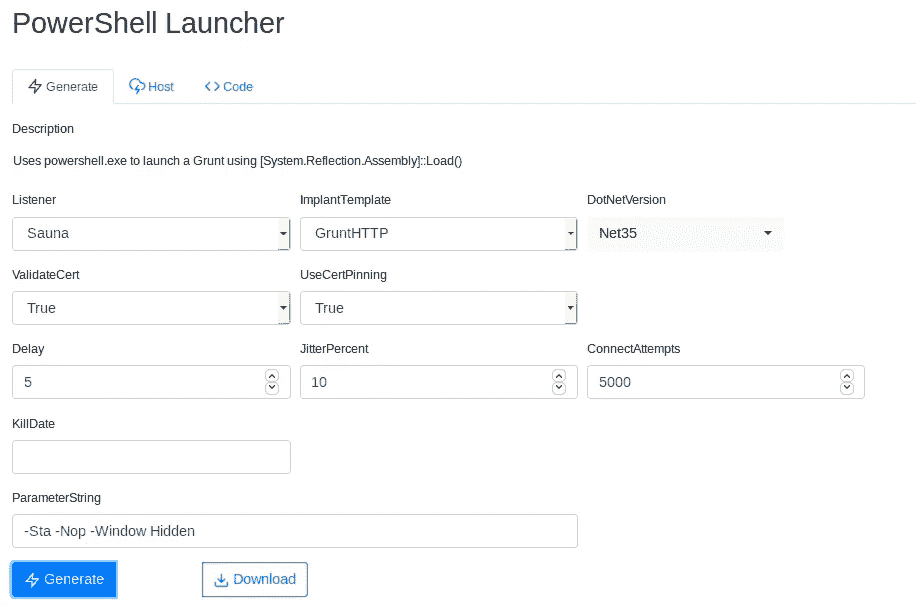 PowerShell Launcher
Generate Host Code
Description
Uses powershell.exe to launch a Grunt using [System.Reflection.Assembly]::Load()
Listener ImplantTemplate DotNetVersion
Sauna GruntHTTP Net35
ValidateCert UseCertPinning
True True
Delay JitterPercent ConnectAttempts
5 10 5000
KillDate
ParameterString
-Sta -Nop -Window Hidden
Generate Download